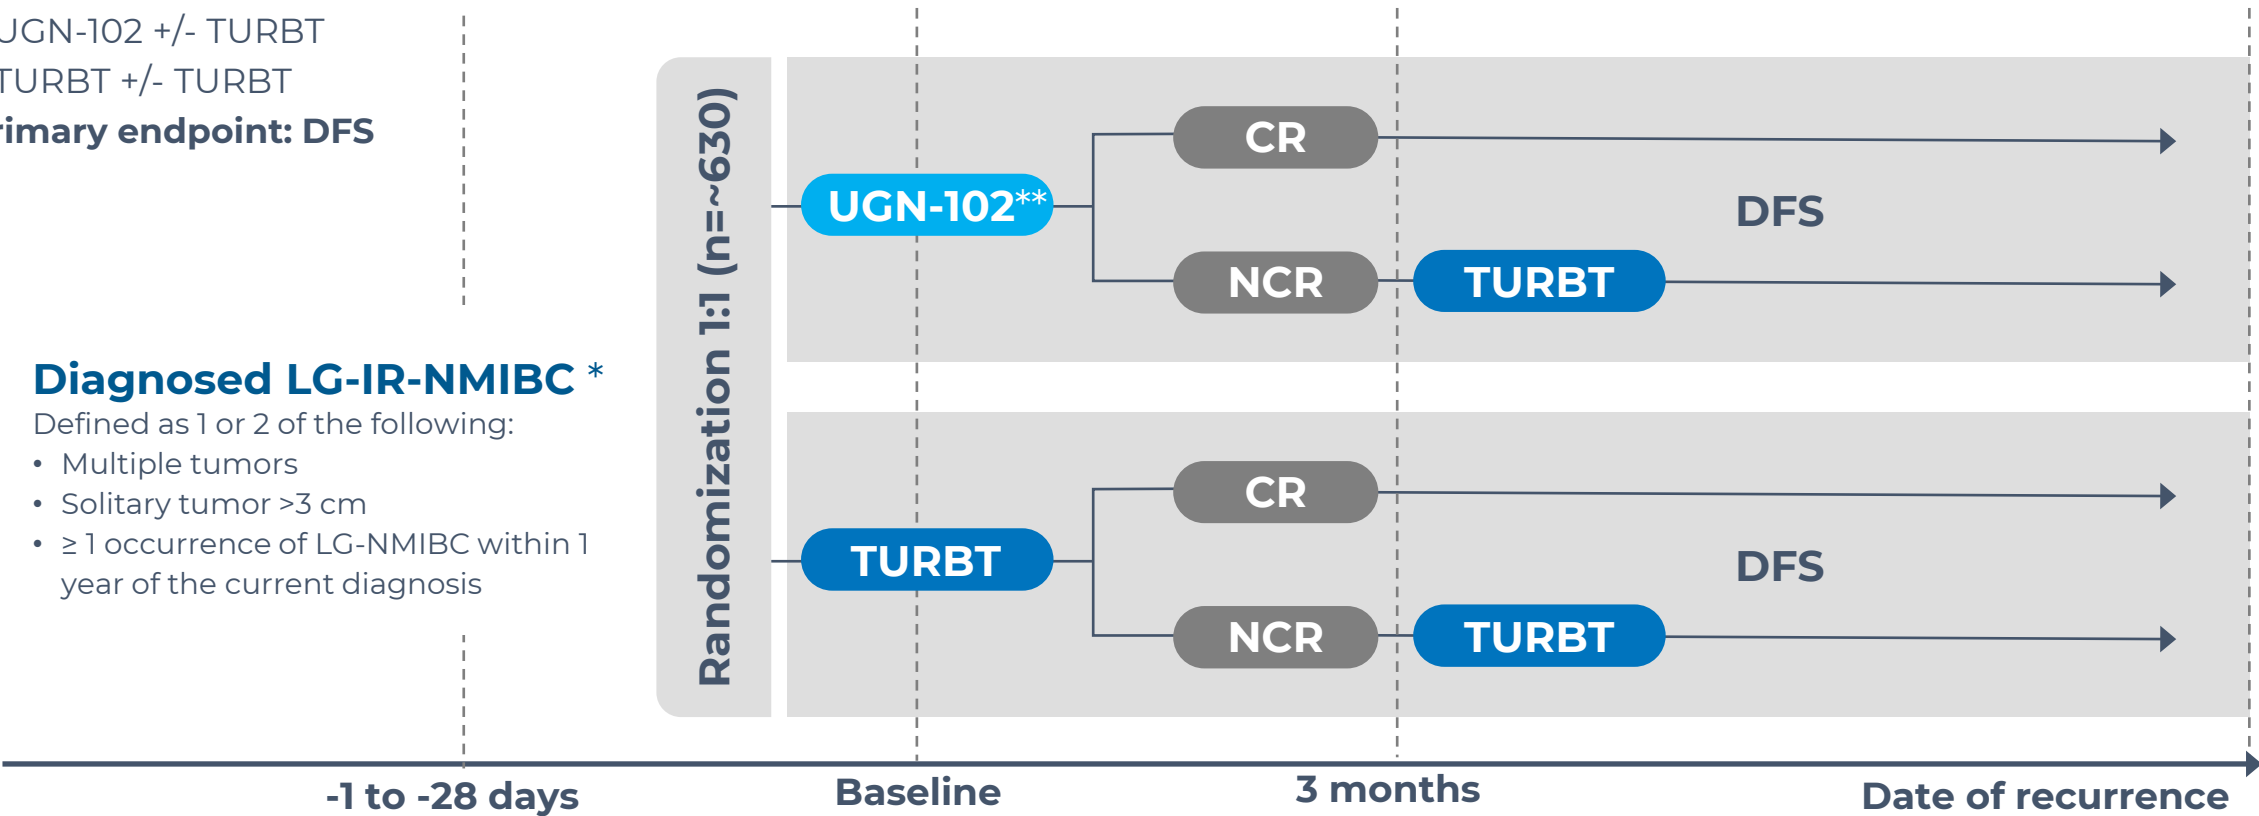 UGN-102 +/- TURBT
TURBT +/- TURBT
rimary endpoint: DFS
Diagnosed LG-IR-NMIBC *
Defined as 1 or 2 of the following:
• Multiple tumors
• Solitary tumor >3 cm
• ≥ 1 occurrence of LG-NMIBC within 1
year of the current diagnosis
Randomization 1:1 (n=~630)
UGN-102**
CR
NCR
TURBT
DFS
TURBT
CR
NCR
TURBT
DFS
-1 to -28 days
Baseline
3 months
Date of recurrence